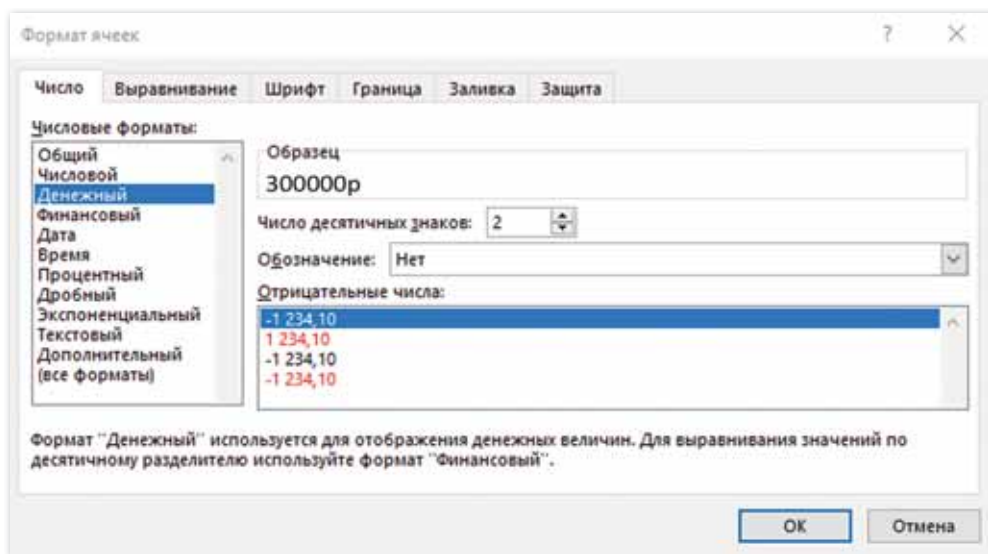 Формат ячеек
Число Выравнивание Шрифт Граница Заливка Защита
Числовые форматы:
Общий
Числовой
Денежный
Финансовый
Дата
Время
Процентный
Дробный
Экспоненциальный
Текстовый
Дополнительный
(все форматы)
Образец
300000р
Число десятичных знаков: 2
Обозначение: Нет
Отрицательные числа:
-1 234,10
1 234,10
-1 234,10
-1 234,10
Формат "Денежный" используется для отображения денежных величин. Для выравнивания значений по
десятичному разделителю используйте формат "Финансовый".
ОК Отмена